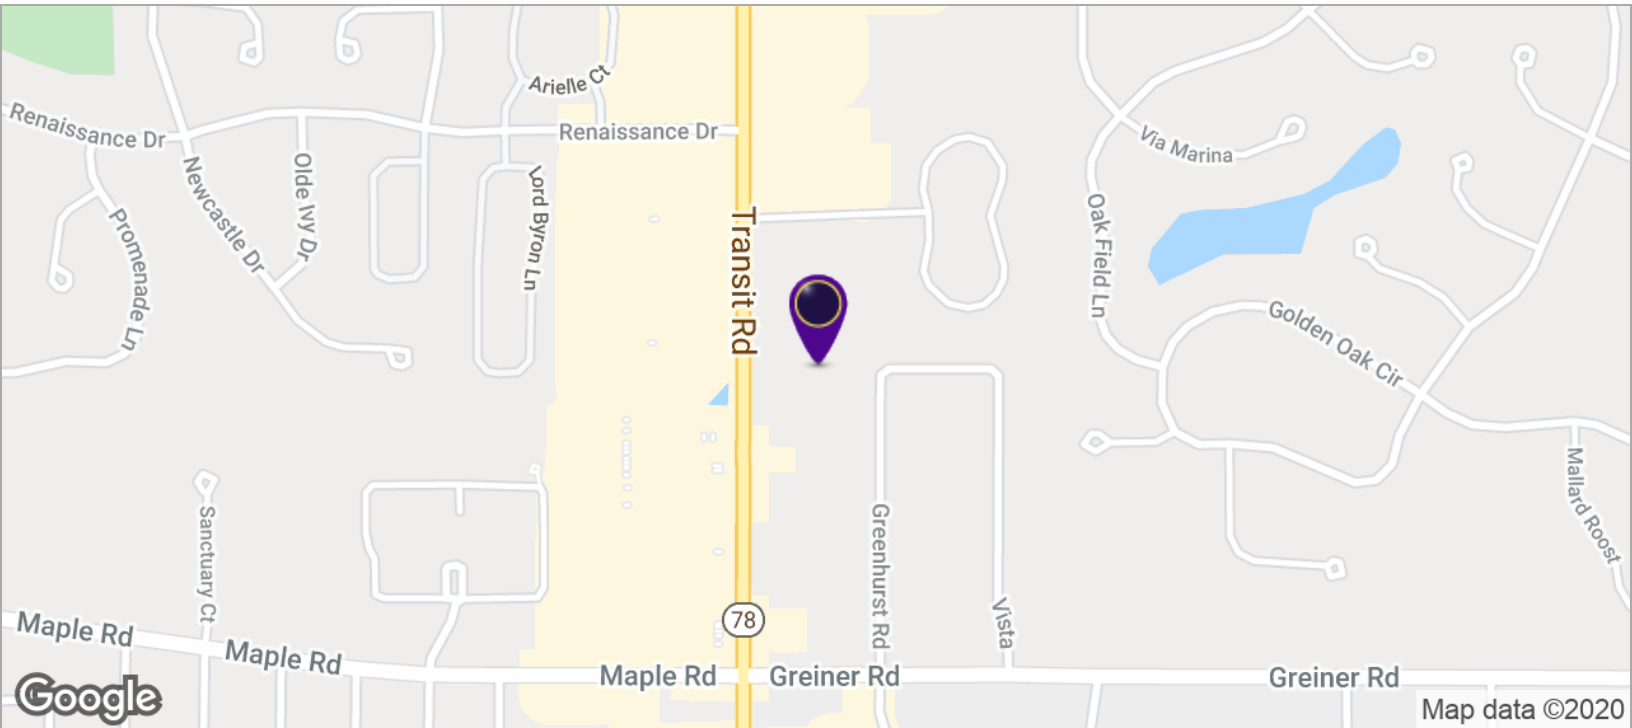 Arielle Ct
Renaissance Dr
Renaissance Dr
Via Marina
Olde Ivy Dr
Newcastle Dr
Lord Byron Ln
Promenade Ln
Oak Field Ln
Transit Rd
Golden Oak Cir
Mallard Roost
Sanctuary Ct
Greenhurst Rd
Vista
78
Maple Rd
Maple Rd
Maple Rd
Greiner Rd
Greiner Rd
Google
Map data ©2020